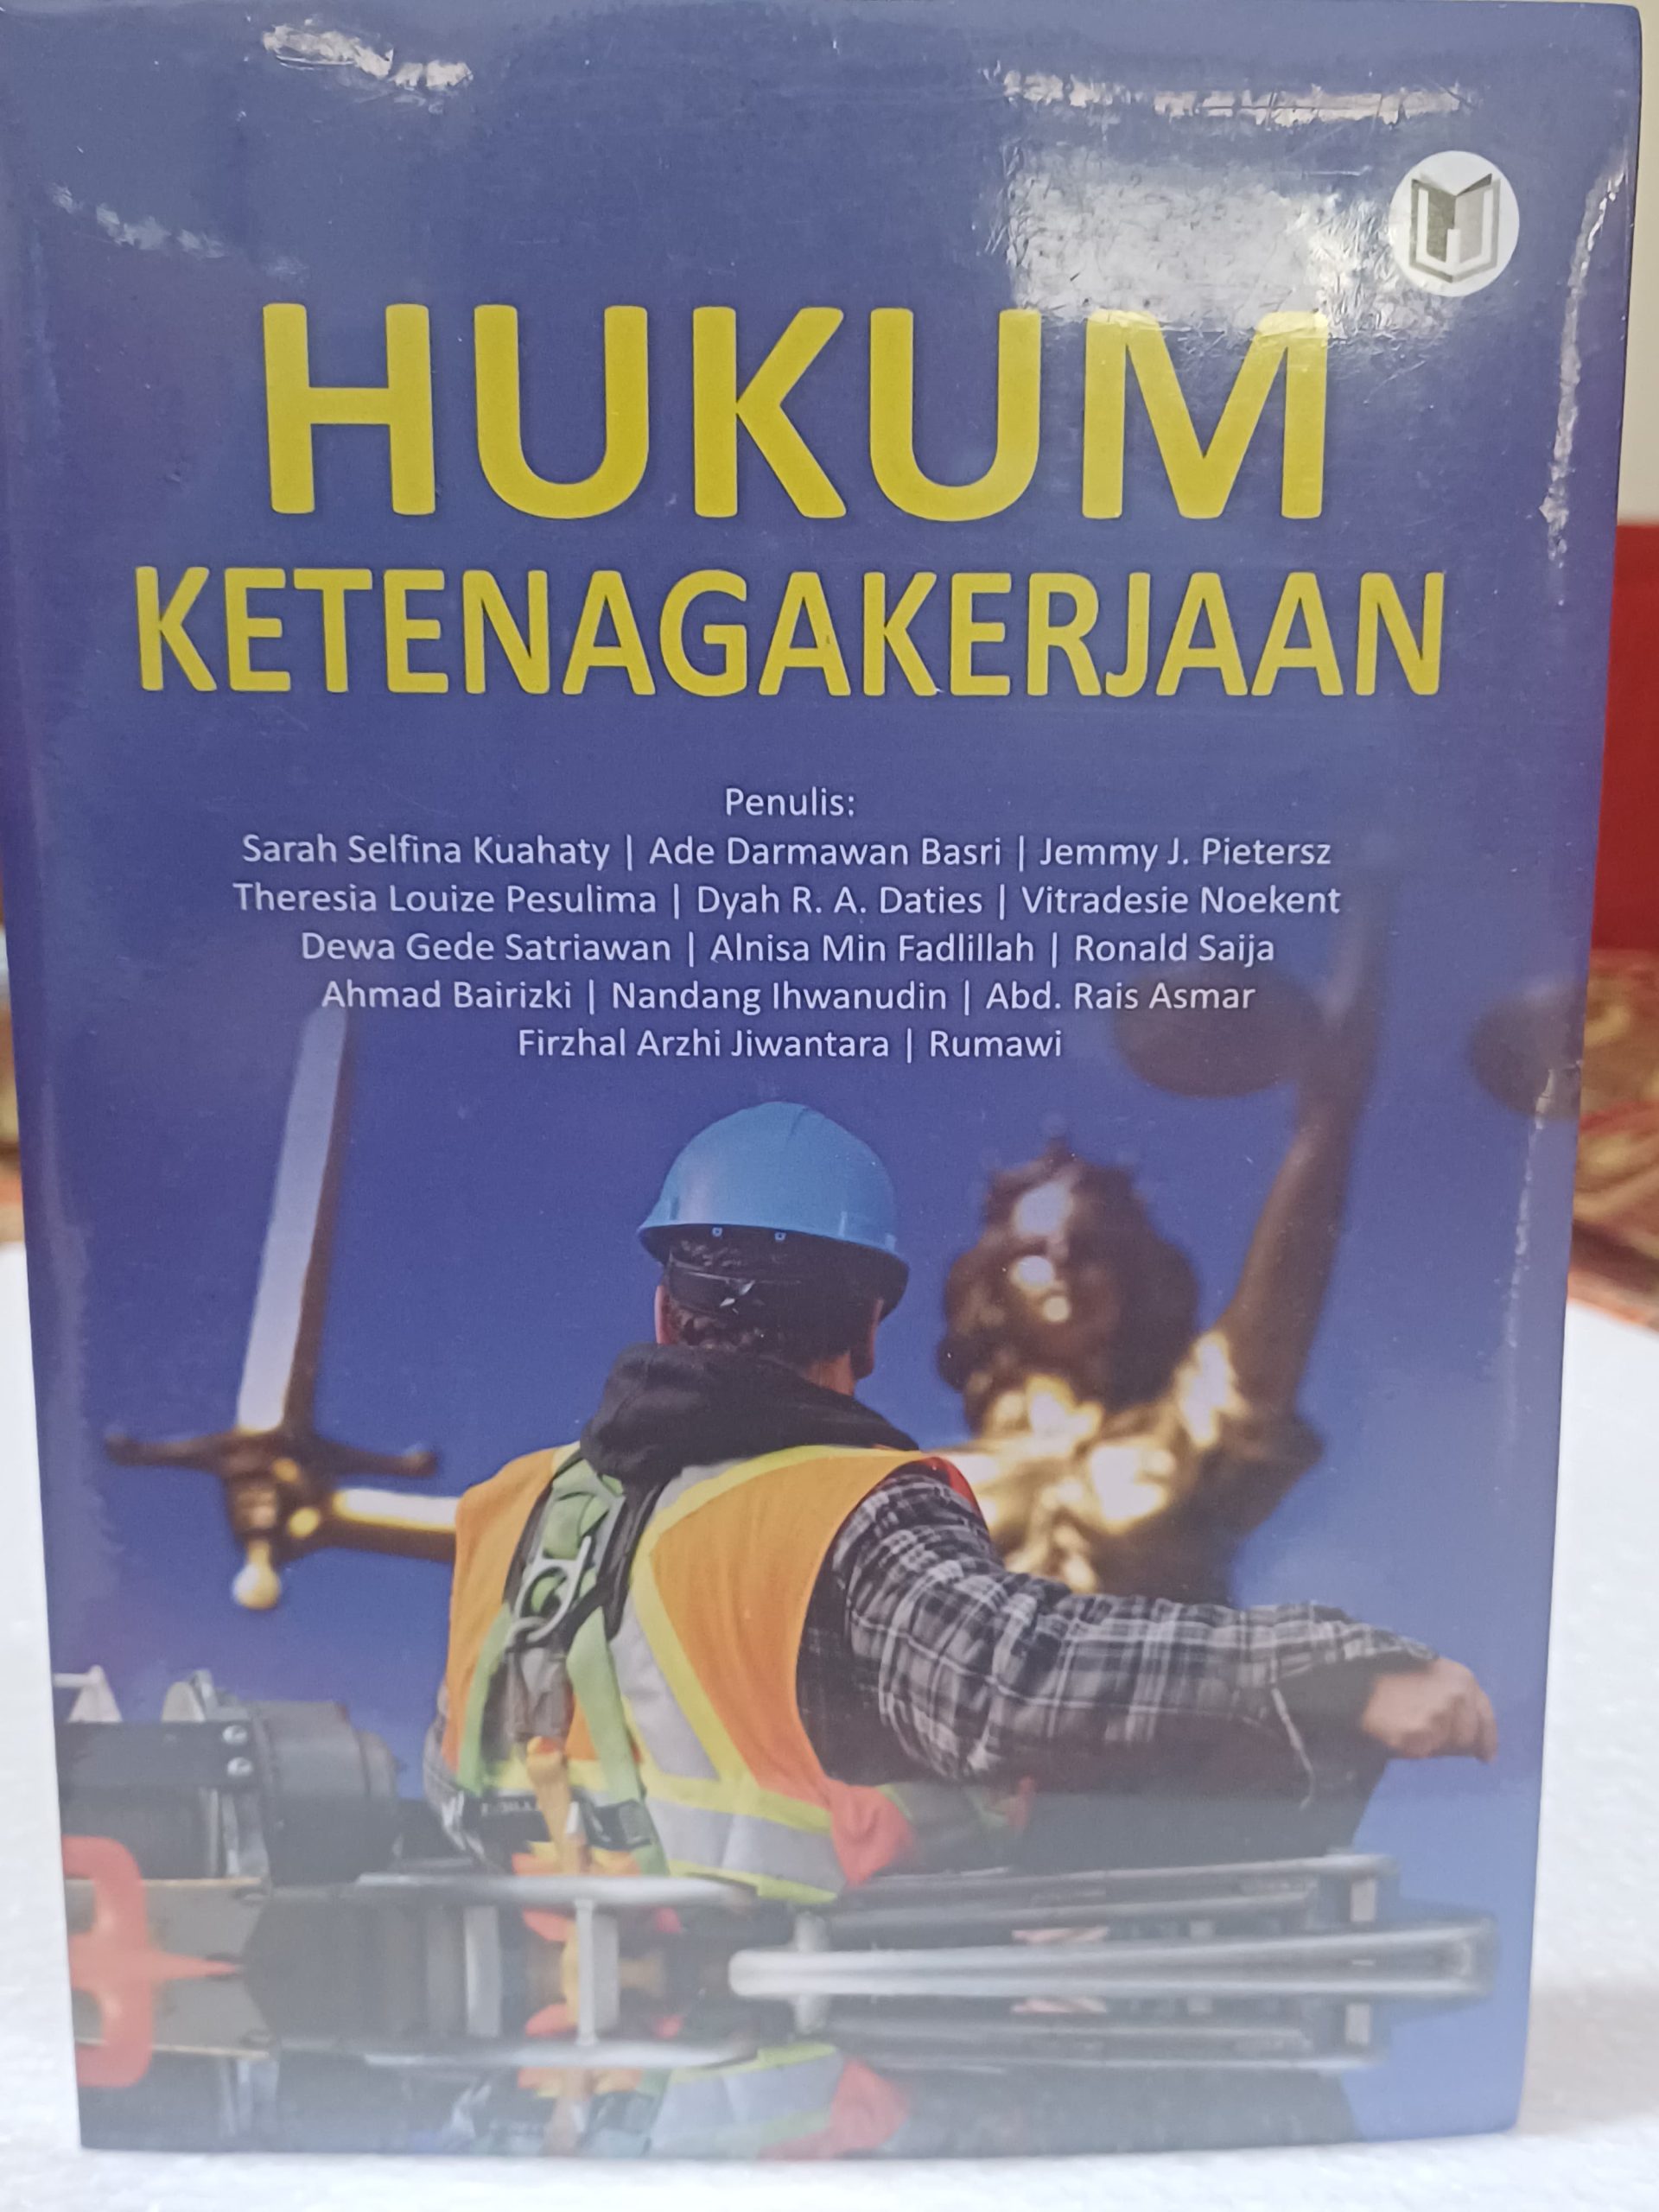 HUKUM
KETENAGAKERJAAN
Penulis:
Sarah Selfina Kuahaty | Ade Darmawan Basri | Jemmy J. Pietersz
Theresia Louize Pesulima | Dyah R. A. Daties | Vitradesie Noekent
Dewa Gede Satriawan | Alnisa Min Fadlillah | Ronald Saija
Ahmad Bairizki | Nandang Ihwanudin | Abd. Rais Asmar
Firzhal Arzhi Jiwantara | Rumawi